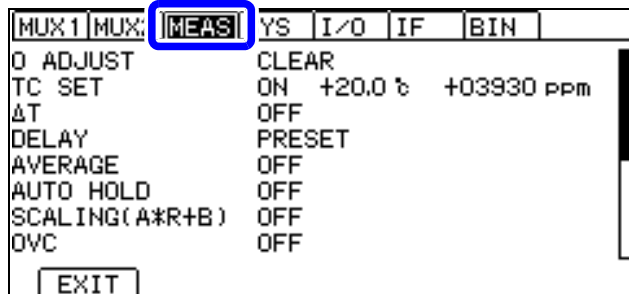 MUX1 MUX2 MEAS YS I/O IF BIN
0 ADJUST CLEAR
TC SET ON +20.0 ℃ +03930 ppm
ΔT OFF
DELAY PRESET
AVERAGE OFF
AUTO HOLD OFF
SCALING(A*R+B) OFF
OVC OFF
EXIT